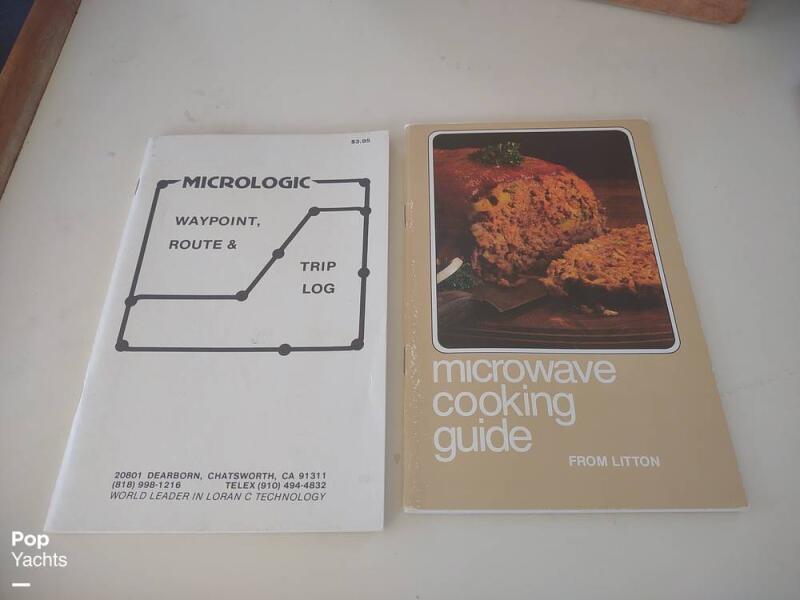 $3.95
MICROLOGIC
WAYPOINT,
ROUTE &
TRIP
LOG
20801 DEARBORN, CHATSWORTH, CA 91311
(818) 998-1216 TELEX (910) 494-4832
WORLD LEADER IN LORAN C TECHNOLOGY
microwave
cooking
guide
FROM LITTON
Pop
Yachts